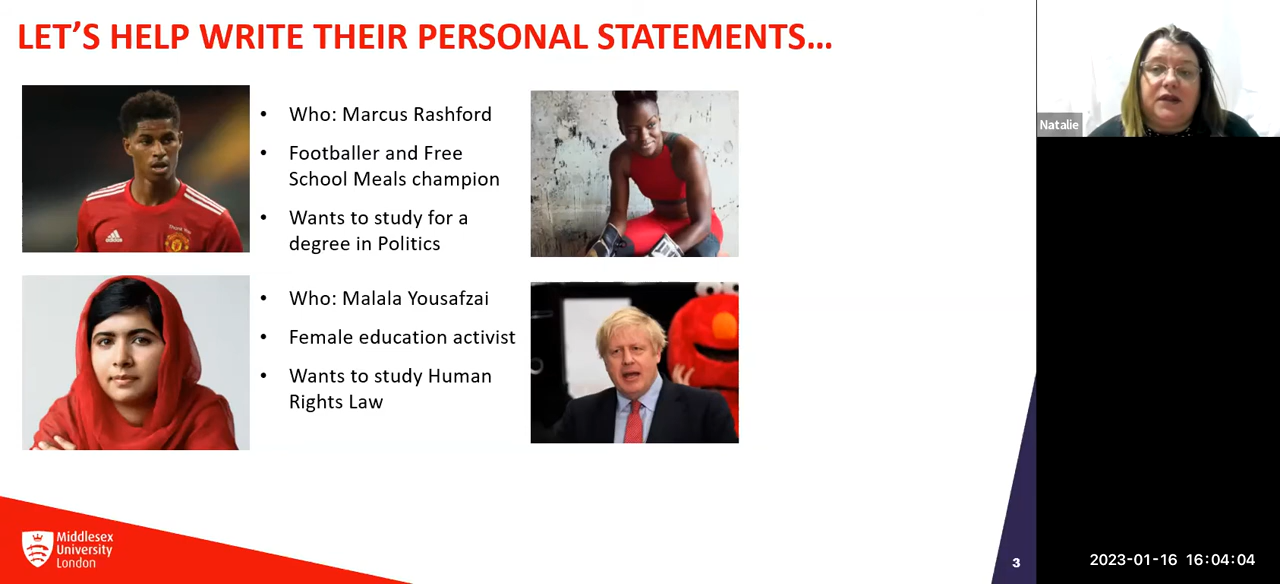 LET'S HELP WRITE THEIR PERSONAL STATEMENTS...
• Who: Marcus Rashford
• Footballer and Free
School Meals champion
• Wants to study for a
degree in Politics
• Who: Malala Yousafzai
• Female education activist
• Wants to study Human
Rights Law
Natalie
Middlesex
University
London
3
2023-01-16 16:04:04